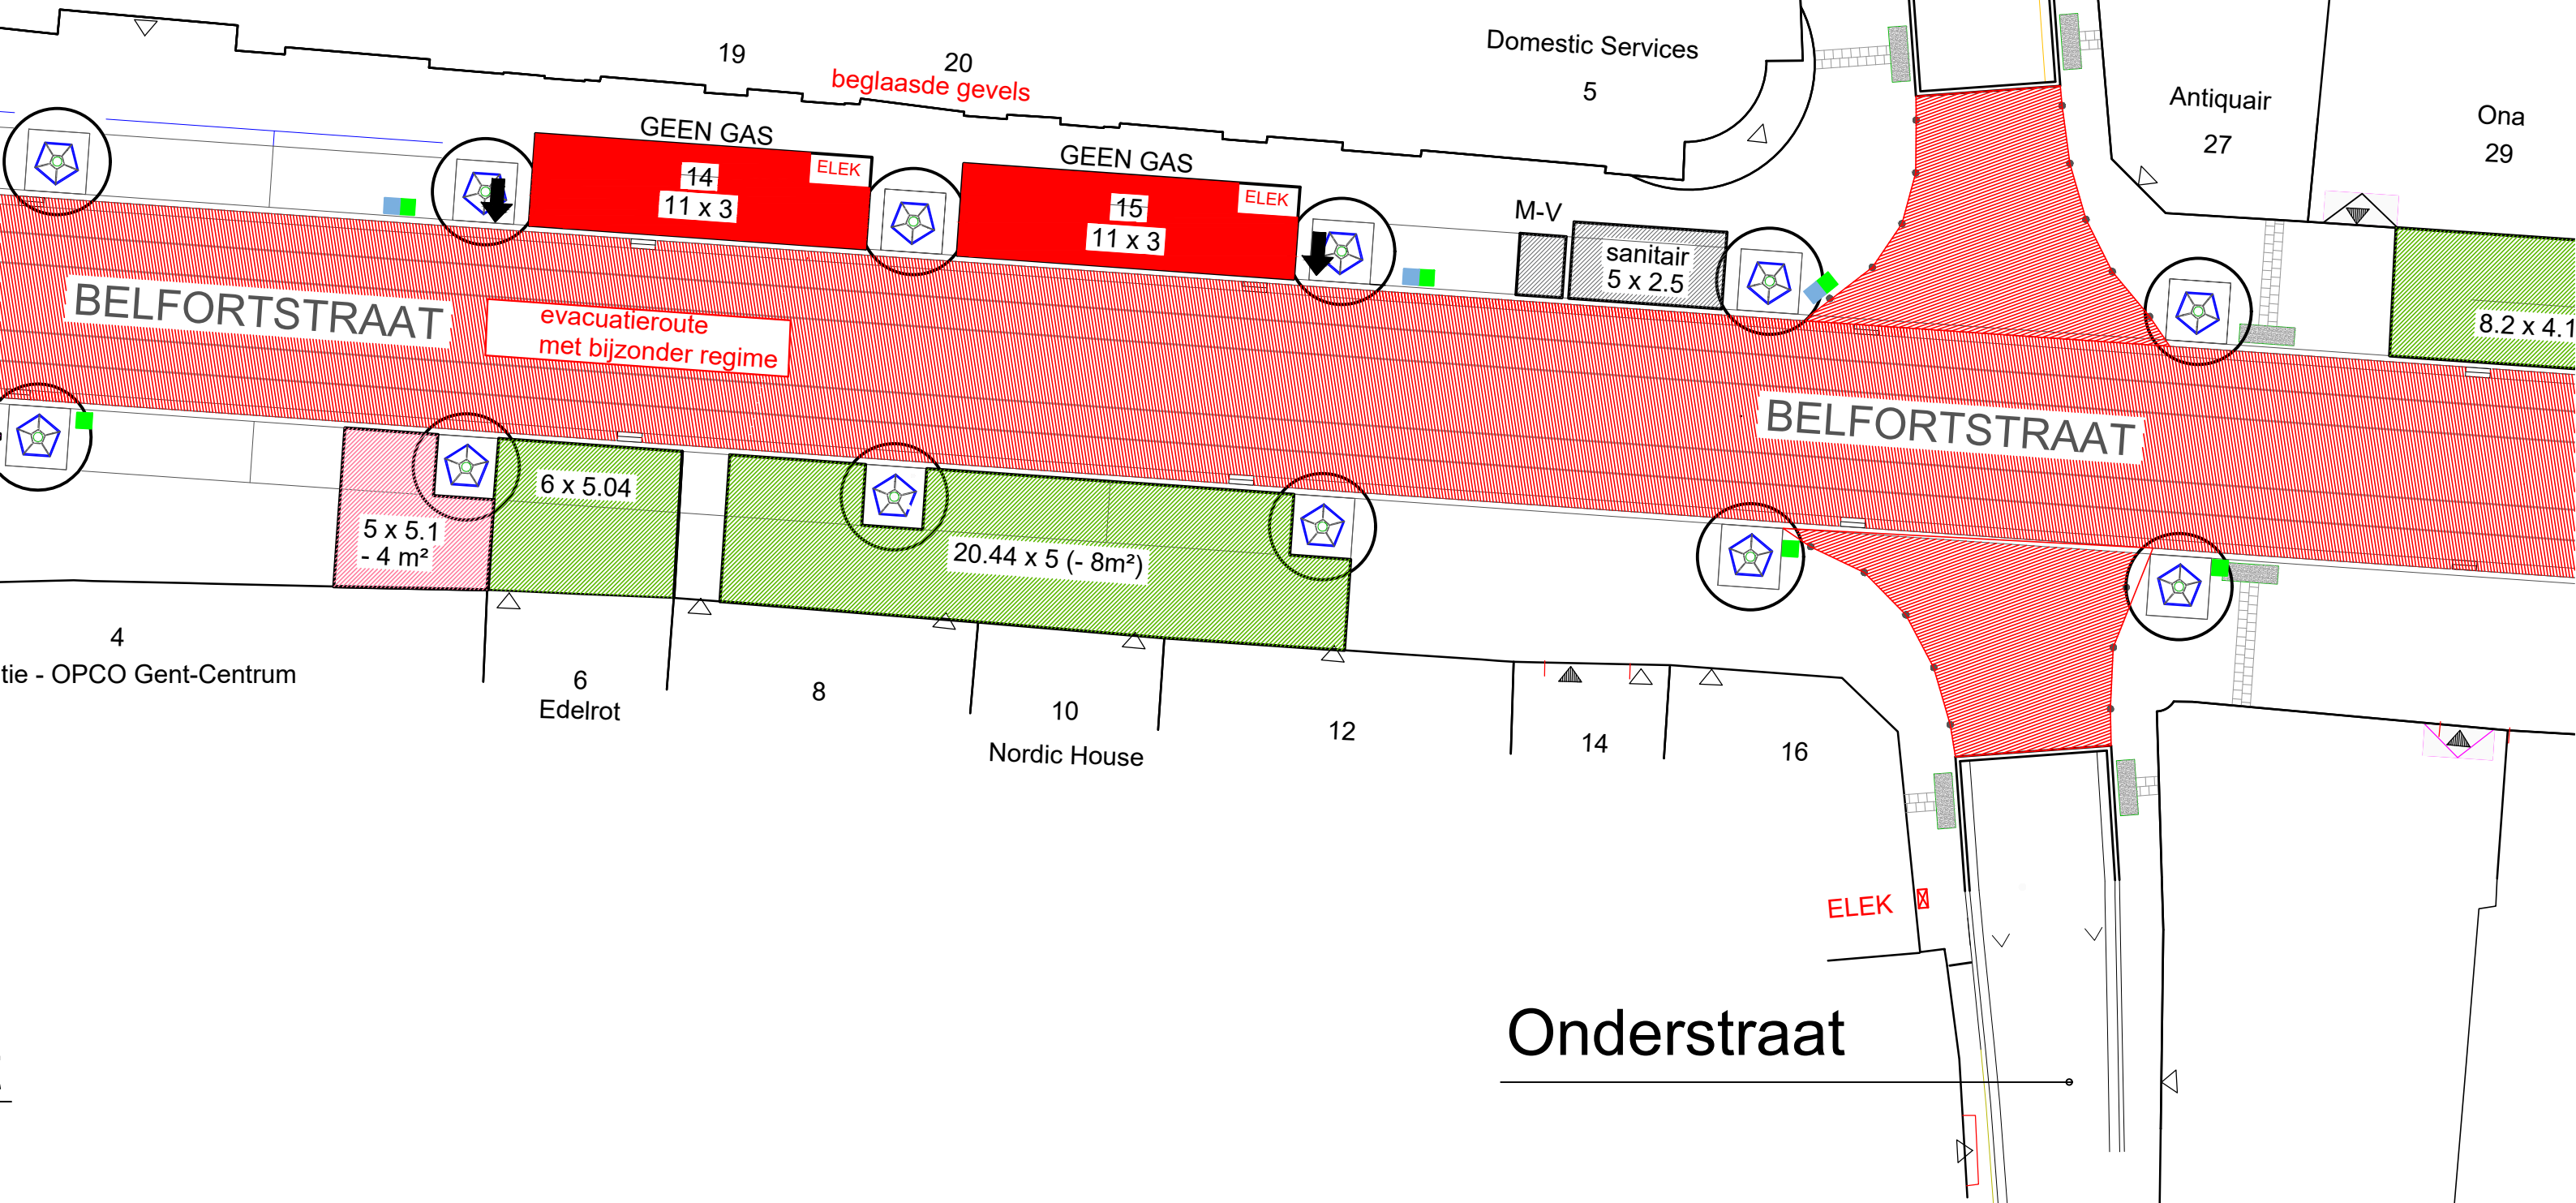 19
20
beglaasde gevels
Domestic Services
5
Antiquair
27
Ona
29
GEEN GAS
14
11 x 3
ELEK
GEEN GAS
15
11 x 3
ELEK
M-V
sanitair
5 x 2.5
8.2 x 4.1
BELFORTSTRAAT
evacuatieroute
met bijzonder regime
BELFORTSTRAAT
6 x 5.04
5 x 5.1
- 4 m²
20.44 x 5 (- 8m²)
4
tie - OPCO Gent-Centrum
6
Edelrot
8
10
Nordic House
12
14
16
ELEK
Onderstraat